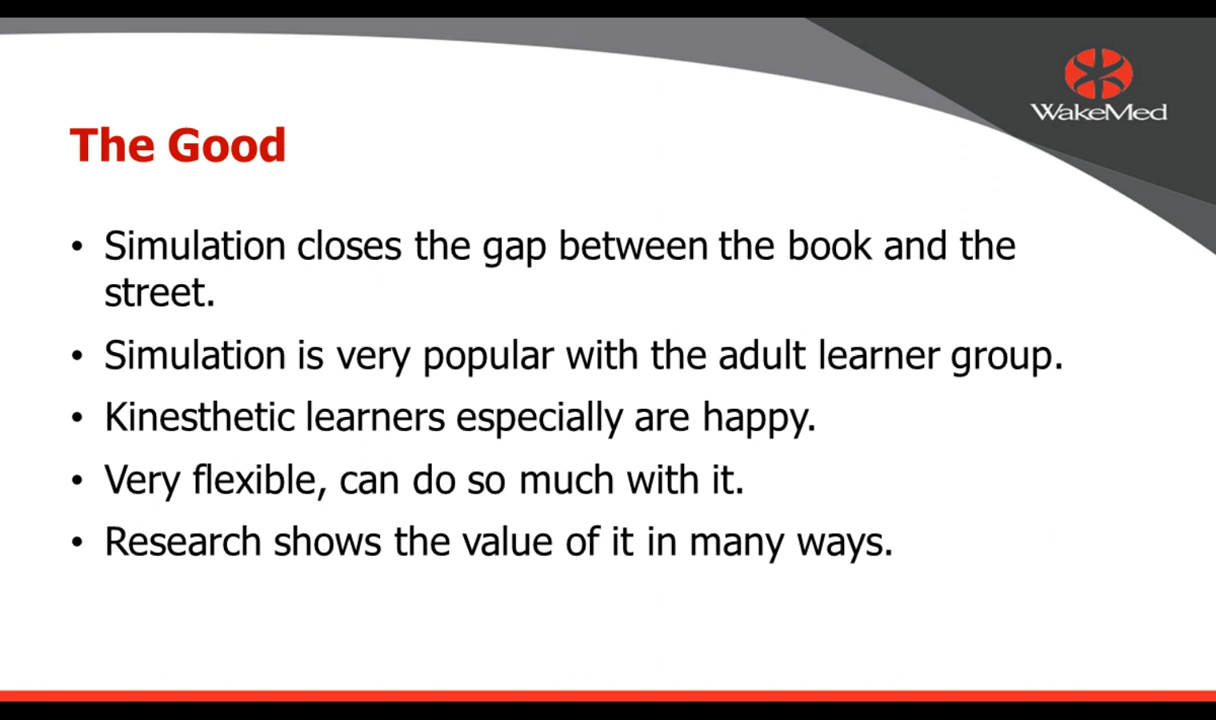 WakeMed
The Good
• Simulation closes the gap between the book and the
street.
• Simulation is very popular with the adult learner group.
• Kinesthetic learners especially are happy.
• Very flexible, can do so much with it.
• Research shows the value of it in many ways.